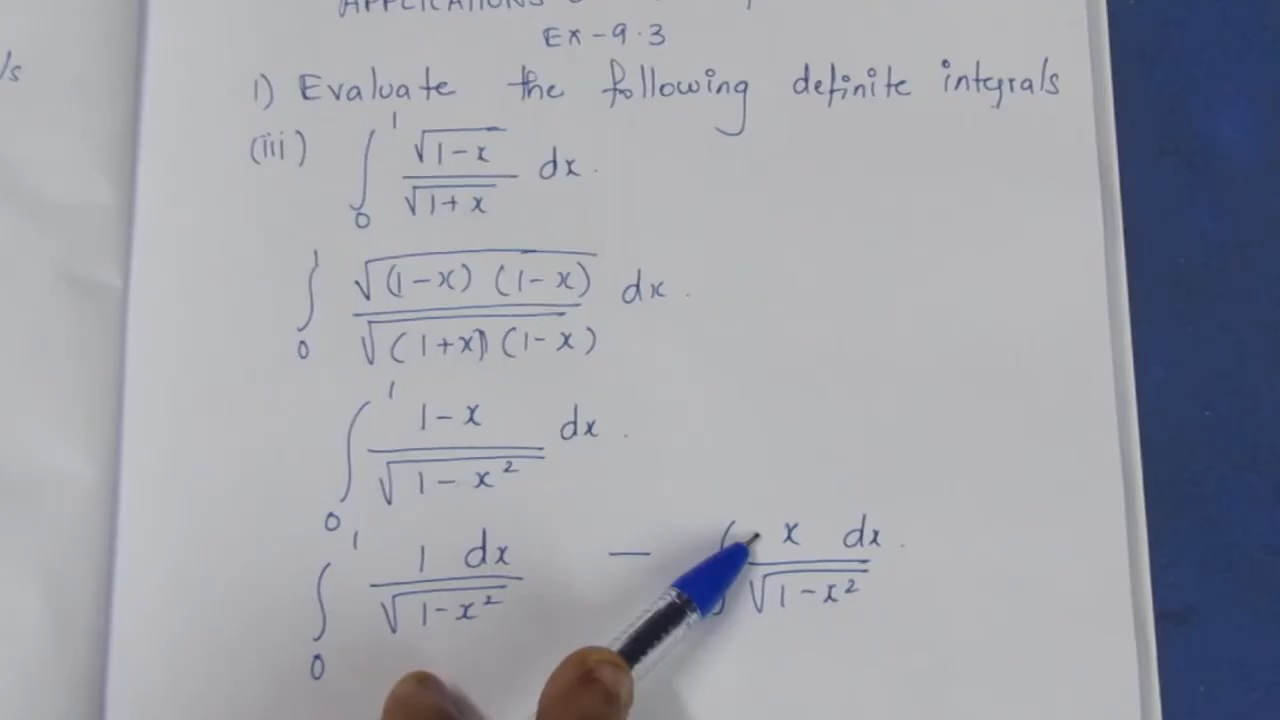 APPLICATIONS
Ex-9.3
1) Evaluate the following definite integrals
(iii) ∫₀¹ √(1-x) / √(1+x) dx.
∫₀¹ √((1-x) (1-x)) / √((1+x) (1-x)) dx.
∫₀¹ (1-x) / √(1-x²) dx.
∫₀¹ 1 dx / √(1-x²) — ∫ x dx / √(1-x²).